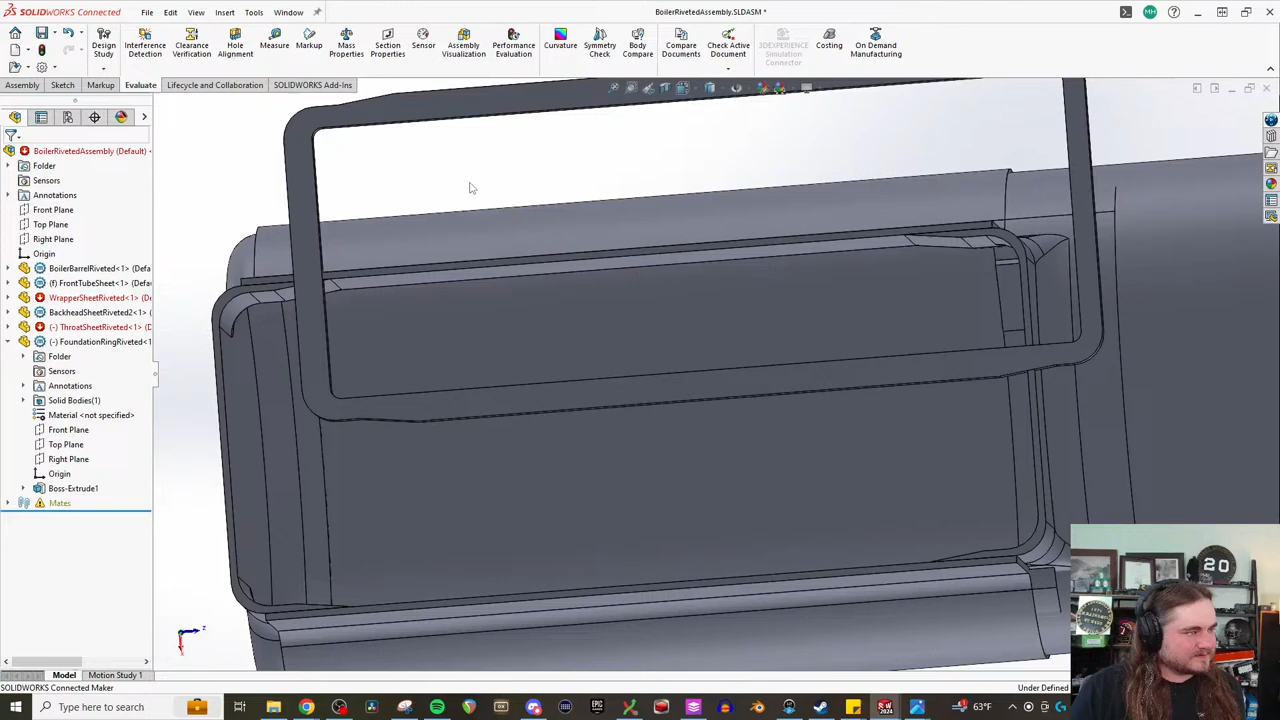 SOLIDWORKS Connected
File
Edit
View
Insert
Tools
Window
BoilerRivetedAssembly.SLDASM *
MH
Design Study
Interference Detection
Clearance Verification
Hole Alignment
Measure
Markup
Mass Properties
Section Properties
Sensor
Assembly Visualization
Performance Evaluation
Curvature
Symmetry Check
Body Compare
Compare Documents
Check Active Document
3DEXPERIENCE Simulation Connector
Costing
On Demand Manufacturing
Assembly
Sketch
Markup
Evaluate
Lifecycle and Collaboration
SOLIDWORKS Add-Ins
BoilerRivetedAssembly (Default)
Folder
Sensors
Annotations
Front Plane
Top Plane
Right Plane
Origin
BoilerBarrelRiveted<1> (Defa
(f) FrontTubeSheet<1> (Defa
WrapperSheetRiveted<1> (D
BackheadSheetRiveted2<1> (
(-) ThroatSheetRiveted<1> (D
(-) FoundationRingRiveted<1
Folder
Sensors
Annotations
Solid Bodies(1)
Material <not specified>
Front Plane
Top Plane
Right Plane
Origin
Boss-Extrude1
Mates
z
20
Model
Motion Study 1
SOLIDWORKS Connected Maker
Under Defined
Type here to search
63°F